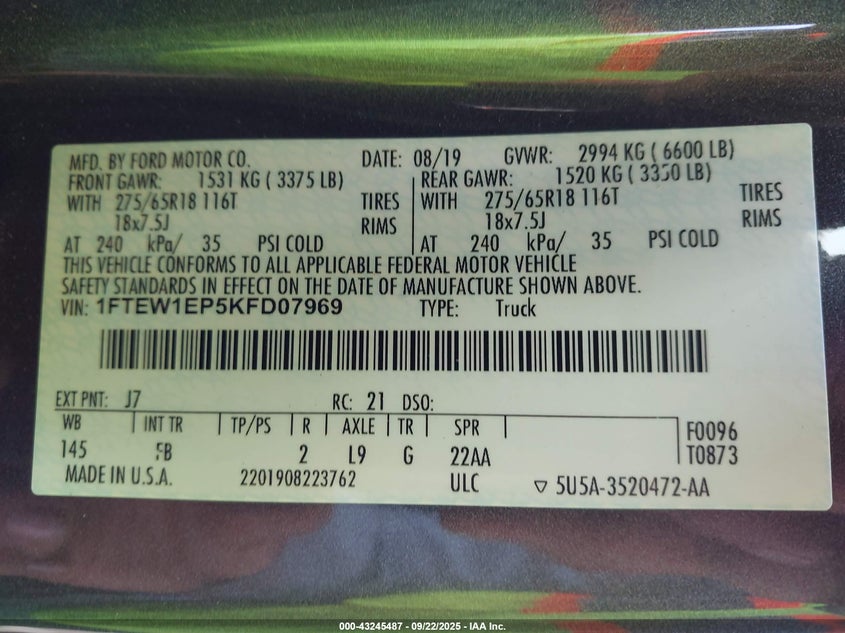 MFD. BY FORD MOTOR CO. DATE: 08/19 GVWR: 2994 KG ( 6600 LB)
FRONT GAWR: 1531 KG ( 3375 LB) REAR GAWR: 1520 KG ( 3350 LB)
WITH 275/65R18 116T TIRES WITH 275/65R18 116T TIRES
18x7.5J RIMS 18x7.5J RIMS
AT 240 kPa/ 35 PSI COLD AT 240 kPa/ 35 PSI COLD
THIS VEHICLE CONFORMS TO ALL APPLICABLE FEDERAL MOTOR VEHICLE
SAFETY STANDARDS IN EFFECT ON THE DATE OF MANUFACTURE SHOWN ABOVE.
VIN: 1FTEW1EP5KFD07969 TYPE: Truck
EXT PNT: J7 RC: 21 DSO:
WB INT TR TP/PS R AXLE TR SPR F0096
145 FB 2 L9 G 22AA T0873
MADE IN U.S.A. 2201908223762 ULC ▽ 5U5A-3520472-AA
000-43245487 - 09/22/2025 - IAA Inc.